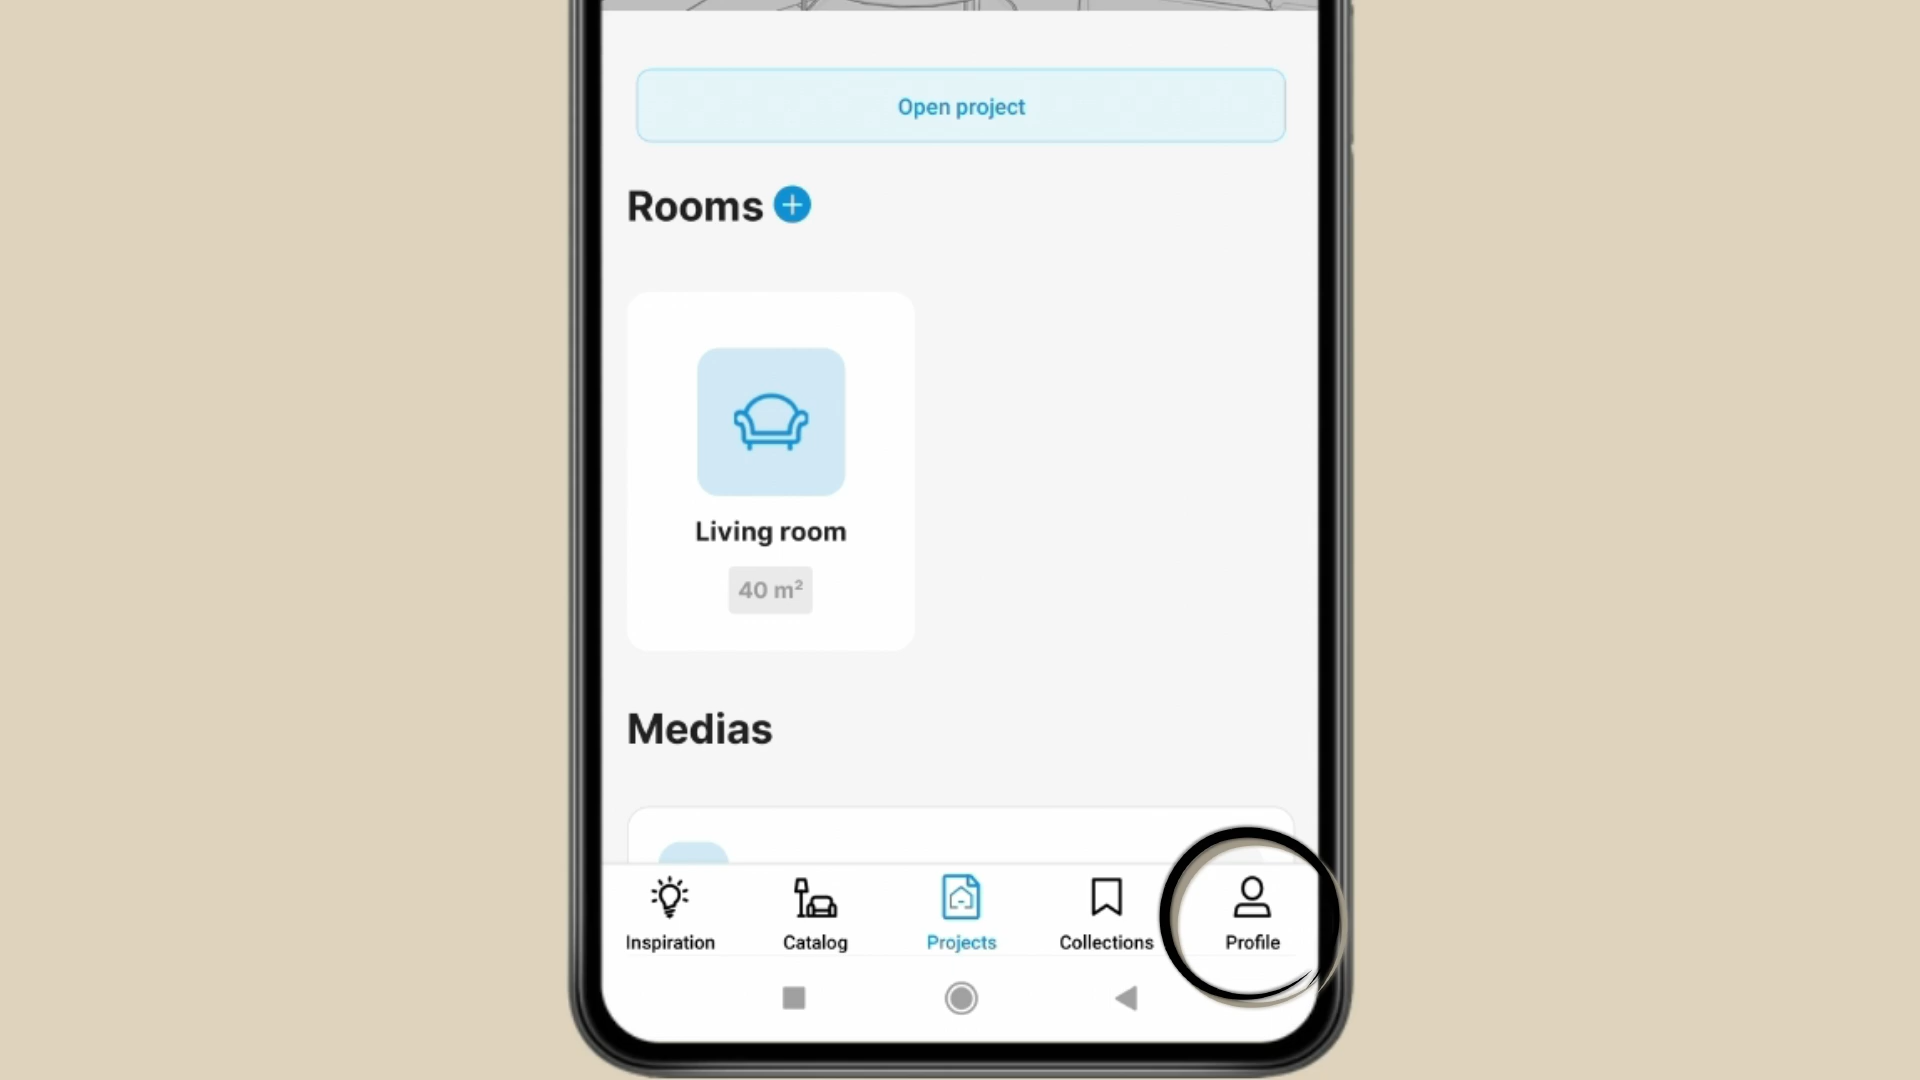 Open project
Rooms
Living room
40 m²
Medias
Inspiration
Catalog
Projects
Collections
Profile